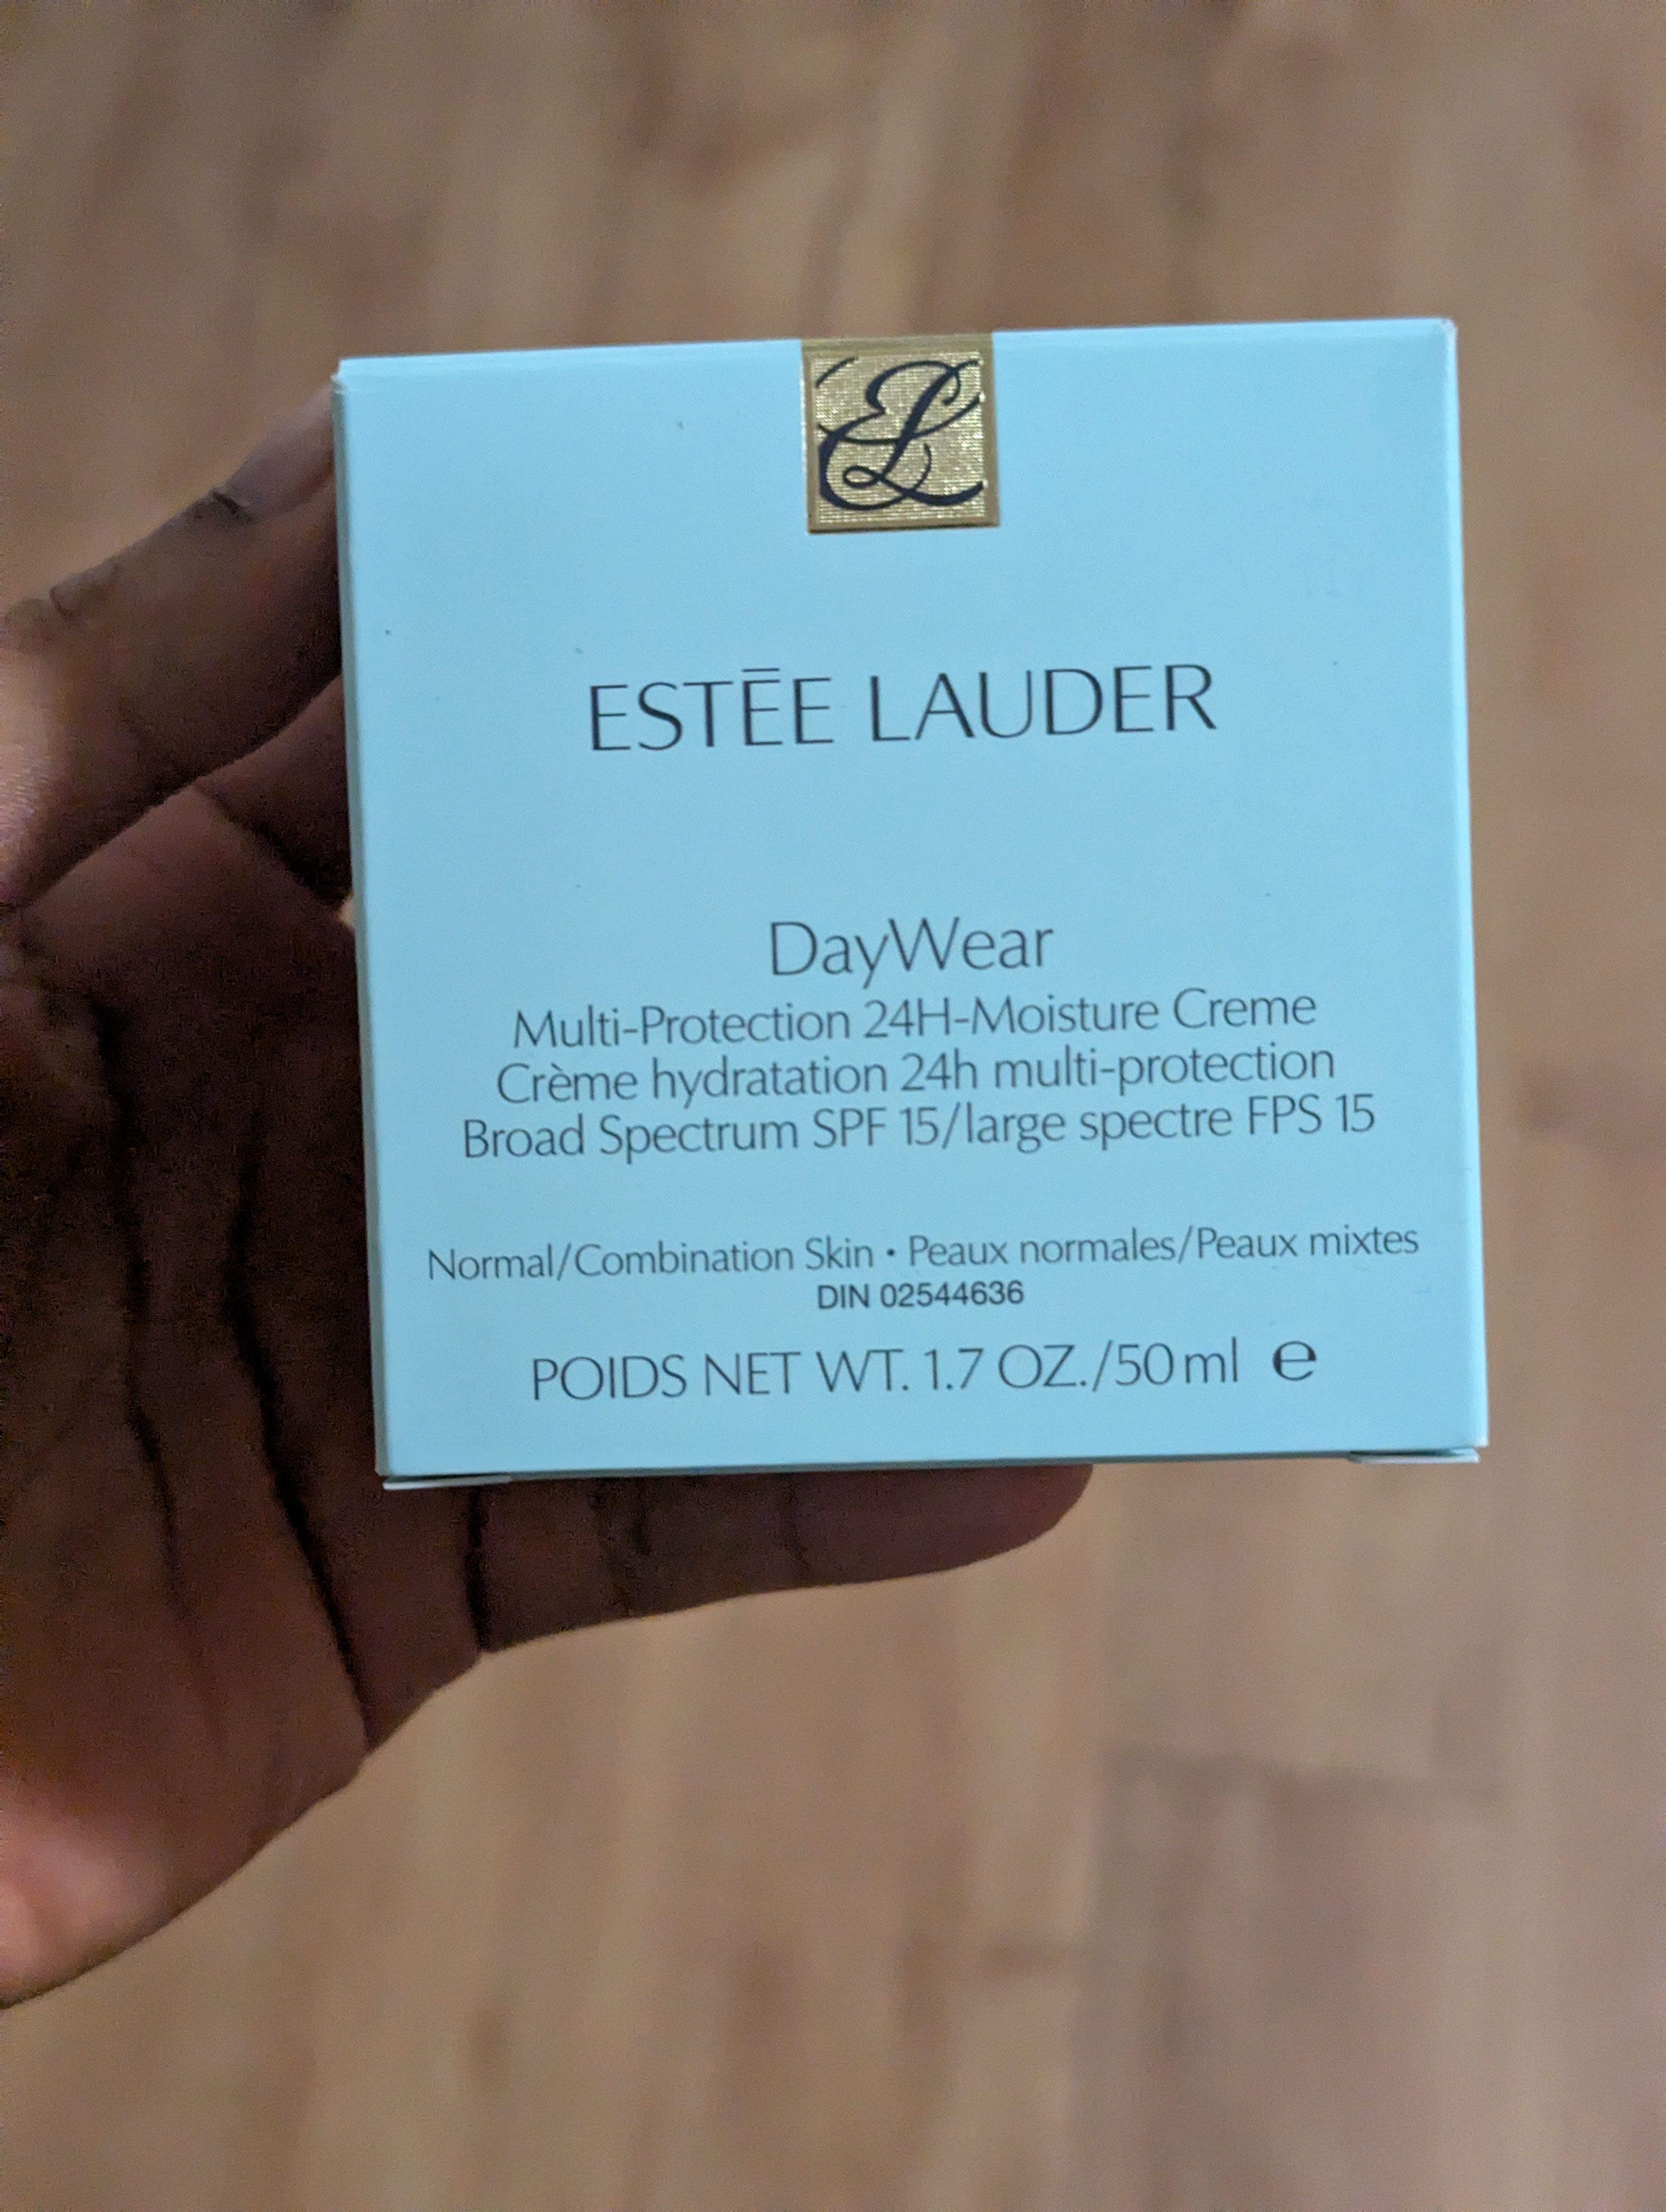 EL
ESTĒE LAUDER
DayWear
Multi-Protection 24H-Moisture Creme
Crème hydratation 24h multi-protection
Broad Spectrum SPF 15/large spectre FPS 15
Normal/Combination Skin • Peaux normales/Peaux mixtes
DIN 02544636
POIDS NET WT. 1.7 OZ./50 ml ℮